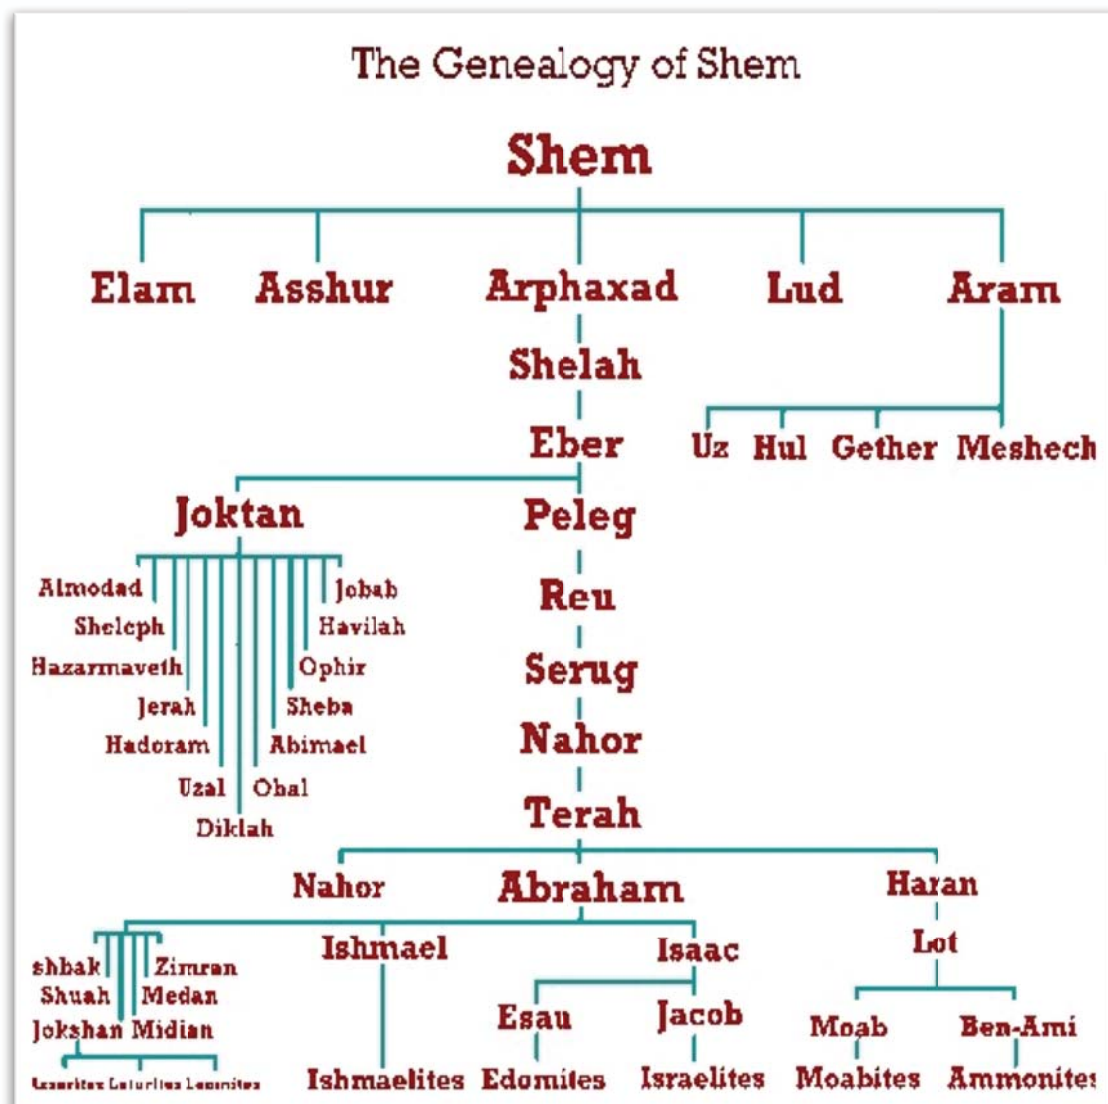 The Genealogy of Shem
Shem
Elam Asshur Arphaxad Lud Aram
Shelah
Eber Uz Hul Gether Meshech
Joktan Peleg
Almodad Jobab
Reu
Sheleph Havilah
Hazarmaveth Ophir
Serug
Jerah Sheba
Hadoram Abimael
Nahor
Uzal Obal
Terah
Diklah
Nahor Abraham Haran
Ishmael Isaac Lot
shbak Zimran
Shuah Medan
Esau Jacob Moab Ben-Ami
Jokshan Midian
Ishmaelites Edomites Israelites Moabites Ammonites